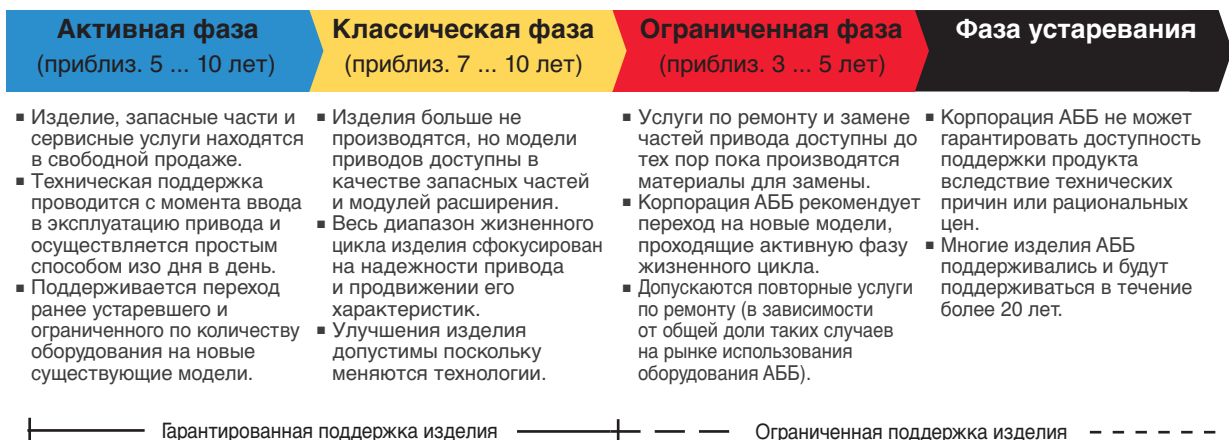 Активная фаза
(приблиз. 5 ... 10 лет)
Классическая фаза
(приблиз. 7 ... 10 лет)
Ограниченная фаза
(приблиз. 3 ... 5 лет)
Фаза устаревания
▪ Изделие, запасные части и
сервисные услуги находятся
в свободной продаже.
▪ Техническая поддержка
проводится с момента ввода
в эксплуатацию привода и
осуществляется простым
способом изо дня в день.
▪ Поддерживается переход
ранее устаревшего и
ограниченного по количеству
оборудования на новые
существующие модели.
▪ Изделия больше не
производятся, но модели
приводов доступны в
качестве запасных частей
и модулей расширения.
▪ Весь диапазон жизненного
цикла изделия сфокусирован
на надежности привода
и продвижении его
характеристик.
▪ Улучшения изделия
допустимы поскольку
меняются технологии.
▪ Услуги по ремонту и замене
частей привода доступны до
тех пор пока производятся
материалы для замены.
▪ Корпорация АББ рекомендует
переход на новые модели,
проходящие активную фазу
жизненного цикла.
▪ Допускаются повторные услуги
по ремонту (в зависимости
от общей доли таких случаев
на рынке использования
оборудования АББ).
▪ Корпорация АББ не может
гарантировать доступность
поддержки продукта
вследствие технических
причин или рациональных
цен.
▪ Многие изделия АББ
поддерживались и будут
поддерживаться в течение
более 20 лет.
Гарантированная поддержка изделия
Ограниченная поддержка изделия